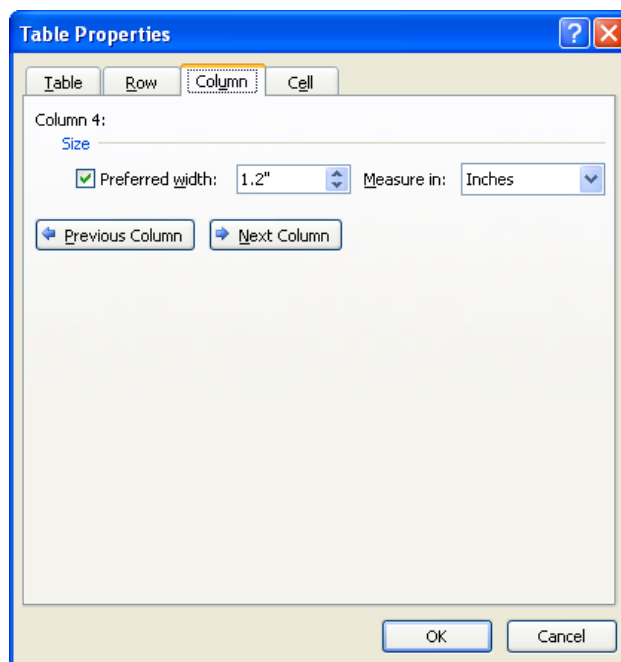 Table Properties
Table Row Column Cell
Column 4:
Size
Preferred width: 1.2" Measure in: Inches
Previous Column Next Column
OK Cancel